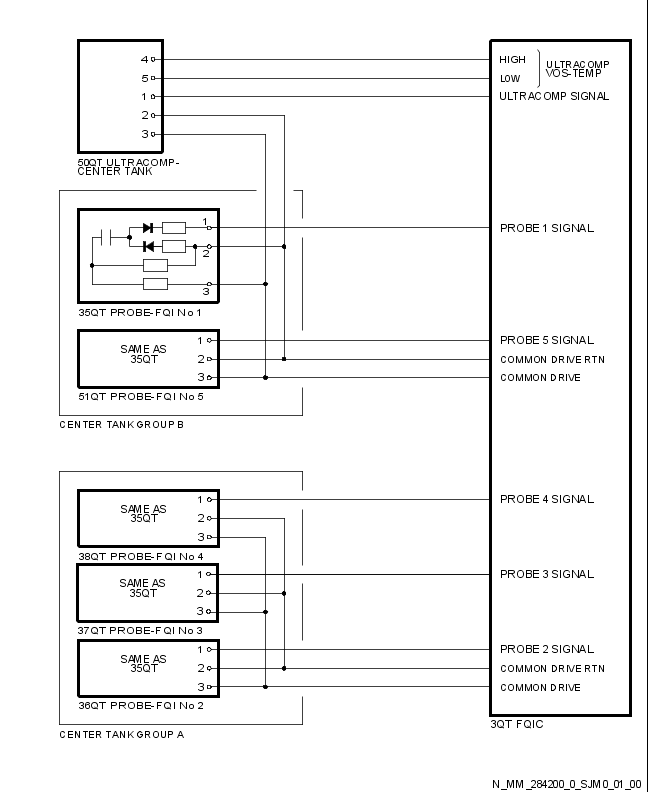 4 HIGH
5 LOW
ULTRACOMP
VOS-TEMP
1 ULTRACOMP SIGNAL
2
3
50QT ULTRACOMP-
CENTER TANK
1 PROBE 1 SIGNAL
2
3
35QT PROBE-FQI No 1
SAME AS
35QT
1 PROBE 5 SIGNAL
2 COMMON DRIVE RTN
3 COMMON DRIVE
51QT PROBE-FQI No 5
CENTER TANK GROUP B
SAME AS
35QT
1 PROBE 4 SIGNAL
2
3
38QT PROBE-FQI No 4
SAME AS
35QT
1 PROBE 3 SIGNAL
2
3
37QT PROBE-FQI No 3
SAME AS
35QT
1 PROBE 2 SIGNAL
2 COMMON DRIVE RTN
3 COMMON DRIVE
36QT PROBE-FQI No 2
3QT FQIC
CENTER TANK GROUP A
N_MM_284200_0_SJM0_01_00